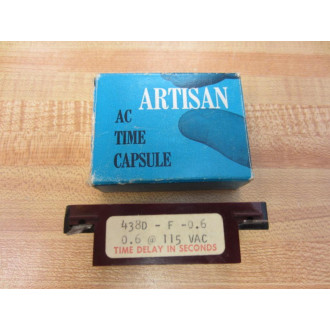 ARTISAN
AC
TIME
CAPSULE
438D - F -0.6
0.6 @ 115 VAC
TIME DELAY IN SECONDS